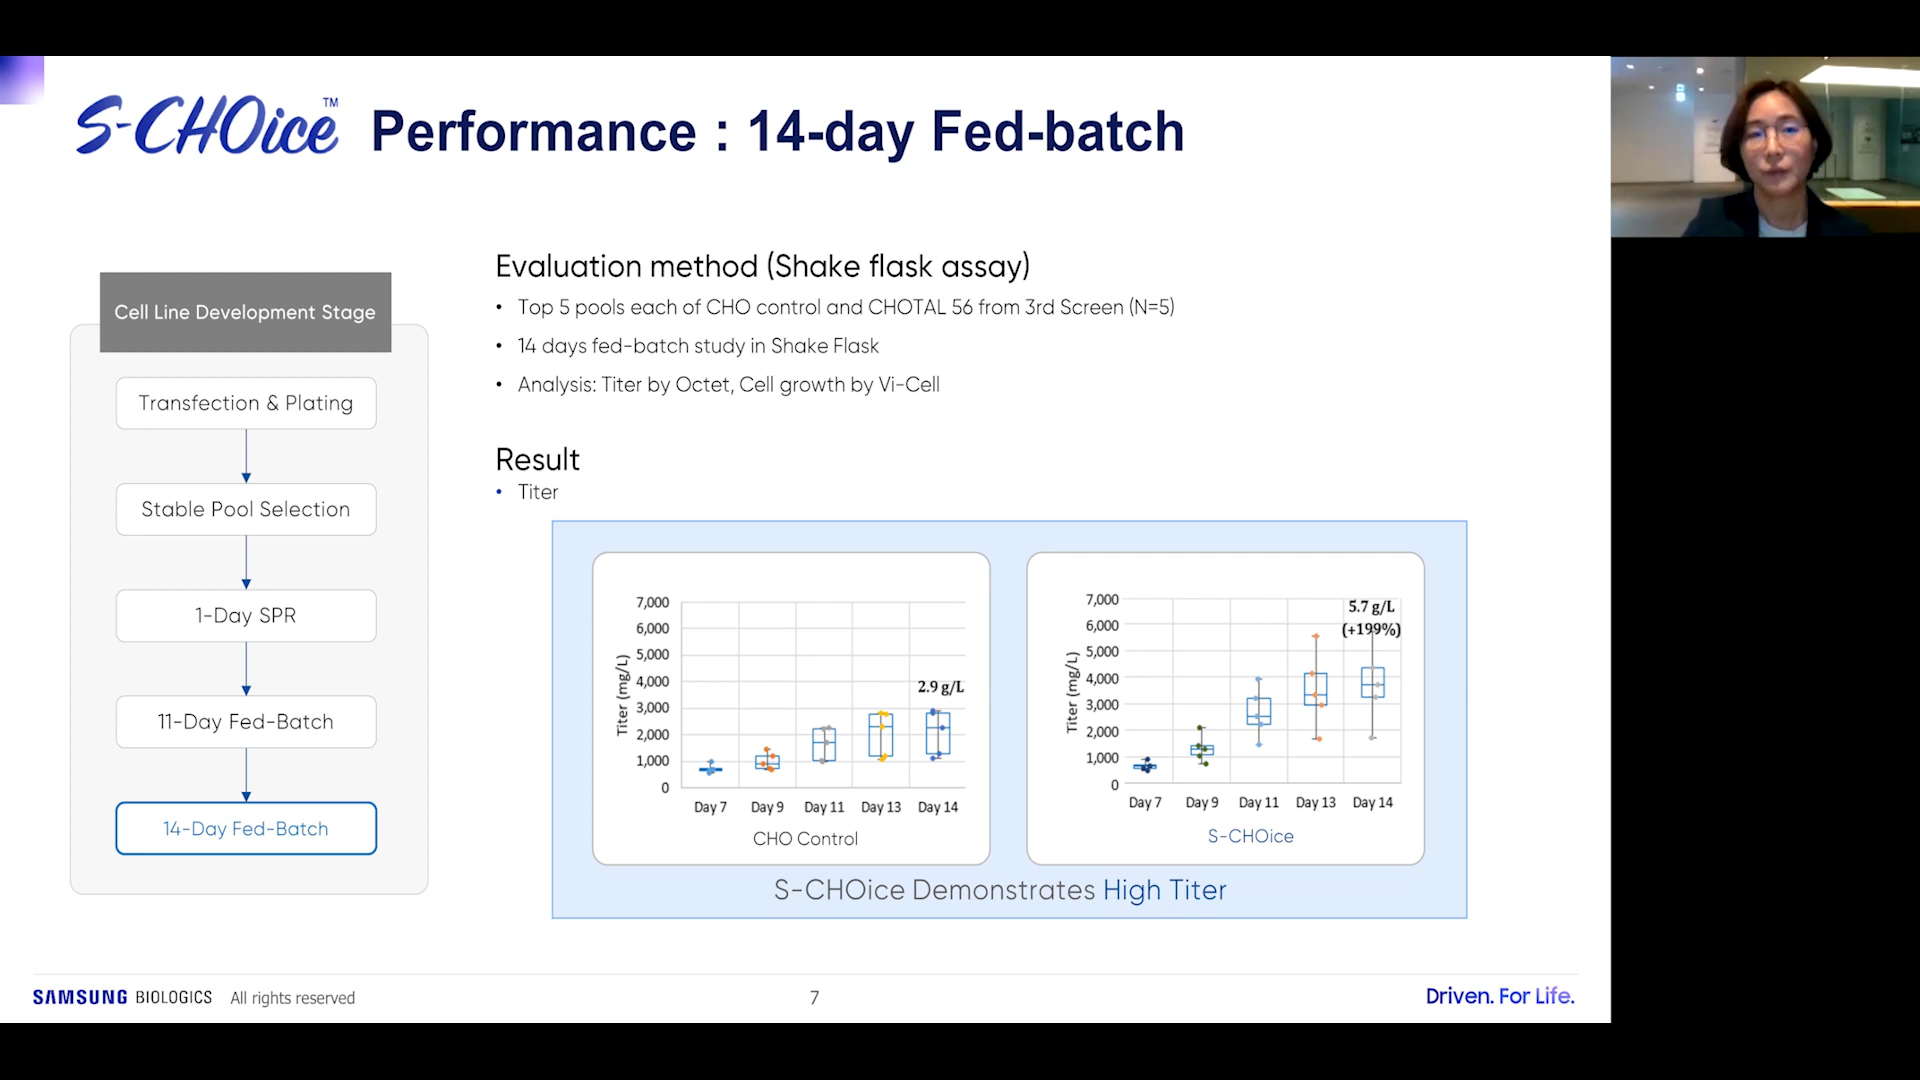 S-CHOice™ Performance : 14-day Fed-batch
Cell Line Development Stage
Transfection & Plating
Stable Pool Selection
1-Day SPR
11-Day Fed-Batch
14-Day Fed-Batch
Evaluation method (Shake flask assay)
• Top 5 pools each of CHO control and CHOTAL 56 from 3rd Screen (N=5)
• 14 days fed-batch study in Shake Flask
• Analysis: Titer by Octet, Cell growth by Vi-Cell
Result
• Titer
Titer (mg/L)
7,000
6,000
5,000
4,000
3,000
2,000
1,000
0
2.9 g/L
Day 7 Day 9 Day 11 Day 13 Day 14
CHO Control
Titer (mg/L)
7,000
6,000
5,000
4,000
3,000
2,000
1,000
0
5.7 g/L
(+199%)
Day 7 Day 9 Day 11 Day 13 Day 14
S-CHOice
S-CHOice Demonstrates High Titer
SAMSUNG BIOLOGICS All rights reserved
7
Driven. For Life.